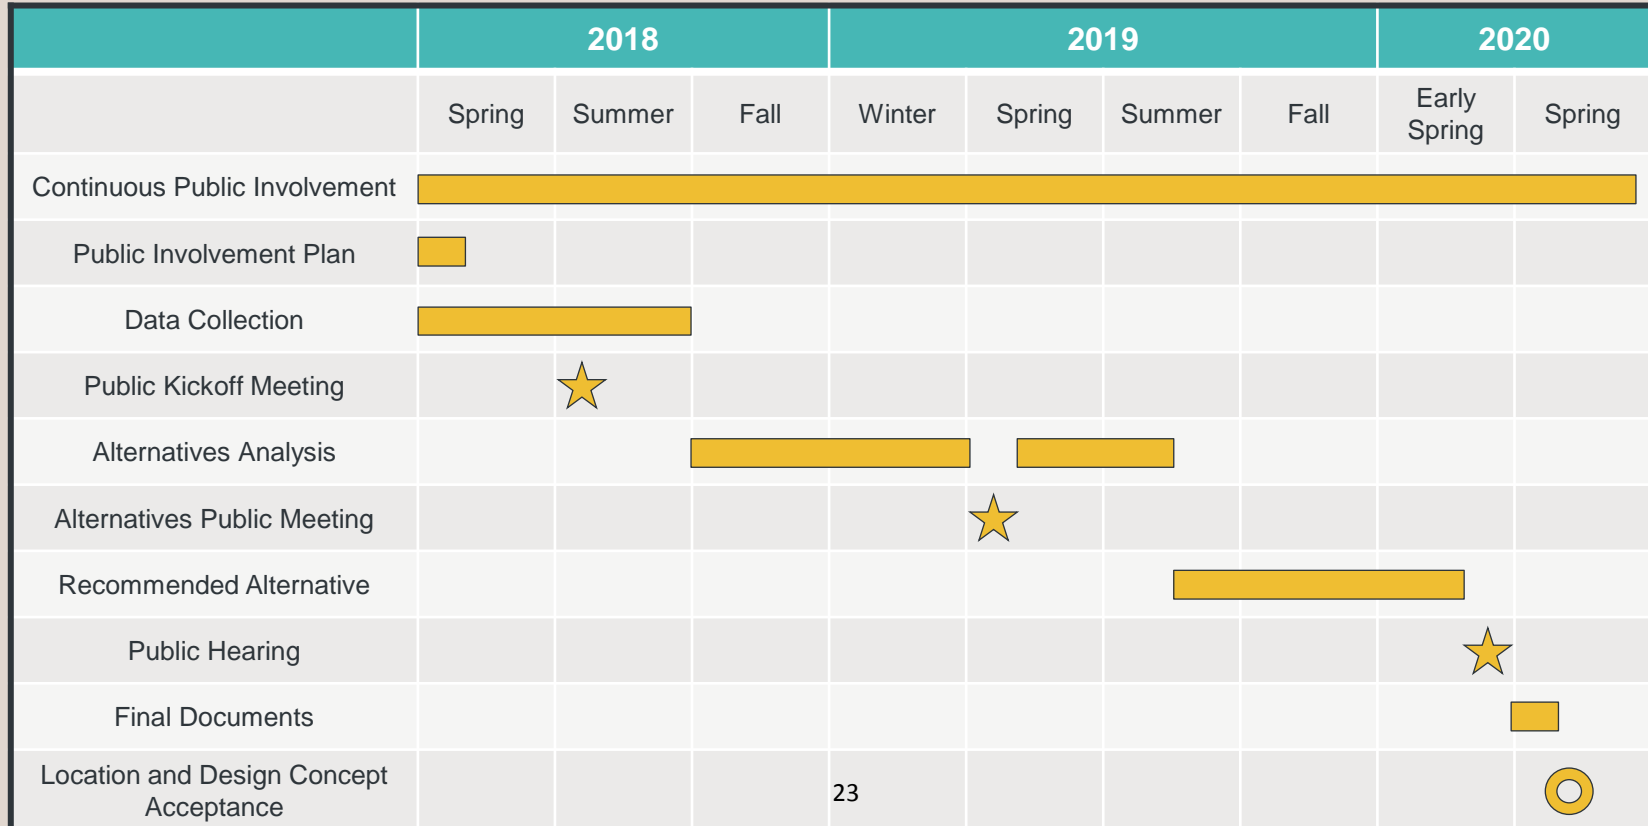 2018 2019 2020
Spring Summer Fall Winter Spring Summer Fall Early Spring Spring
Continuous Public Involvement
Public Involvement Plan
Data Collection
Public Kickoff Meeting
Alternatives Analysis
Alternatives Public Meeting
Recommended Alternative
Public Hearing
Final Documents
Location and Design Concept
Acceptance
23